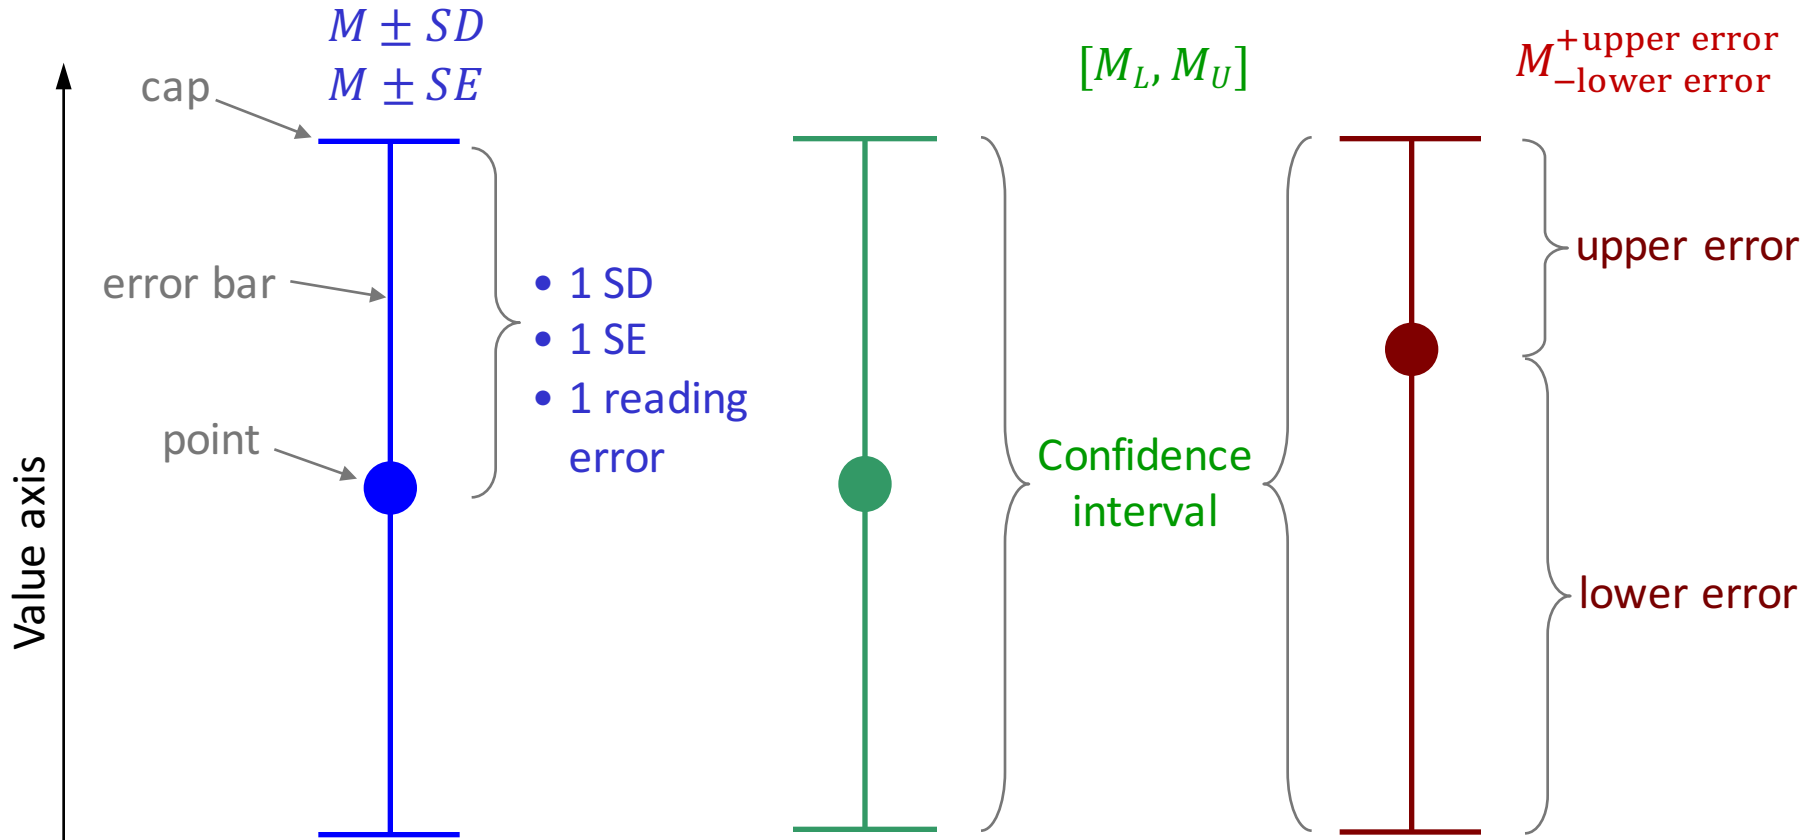 M ± SD
M ± SE
cap
error bar
point
Value axis
• 1 SD
• 1 SE
• 1 reading
error
[M_L, M_U]
Confidence
interval
M^{+upper error}_{−lower error}
upper error
lower error